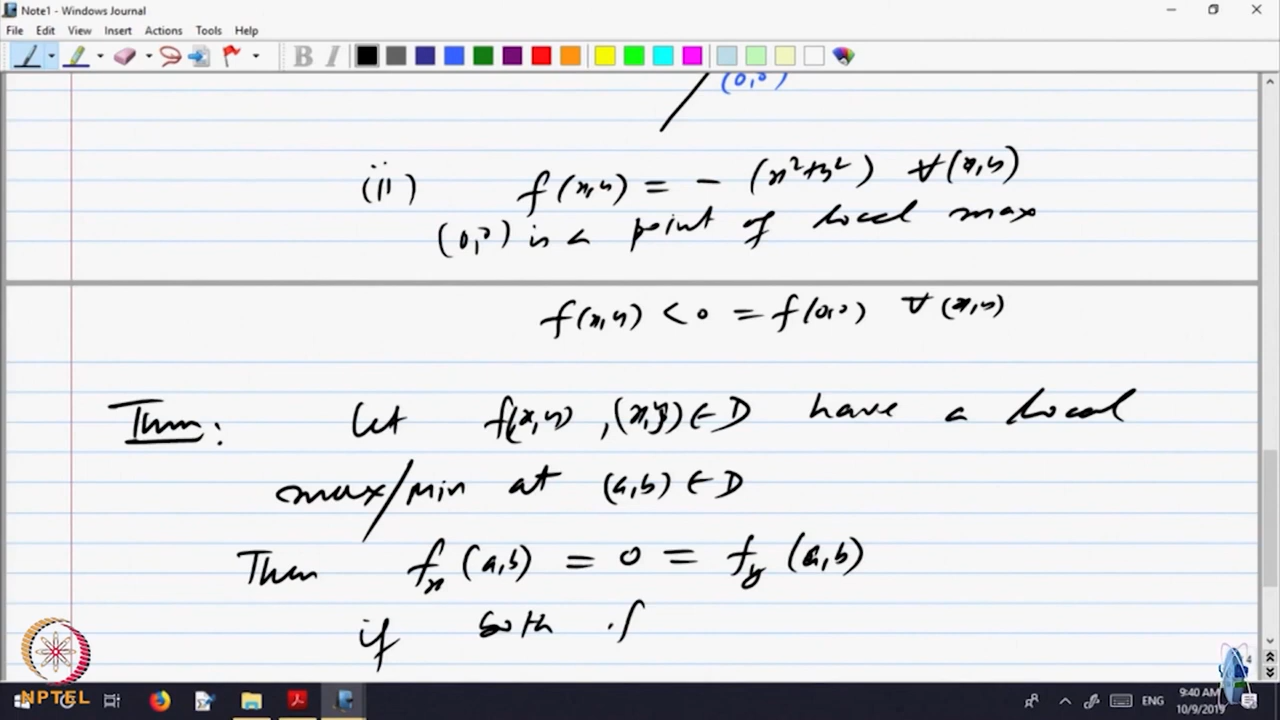 Note1 - Windows Journal
File Edit View Insert Actions Tools Help
B I
(0,0)
(ii) f(x,y) = - (x²+y²) ∀(x,y)
(0,0) is a point of local max
f(x,y) < 0 = f(0,0) ∀(x,y)
Thm: Let f(x,y), (x,y) ∈ D have a local
max/min at (a,b) ∈ D
Then f_x (a,b) = 0 = f_y (a,b)
if both f
NPTEL
ENG
9:40 AM
10/9/2019